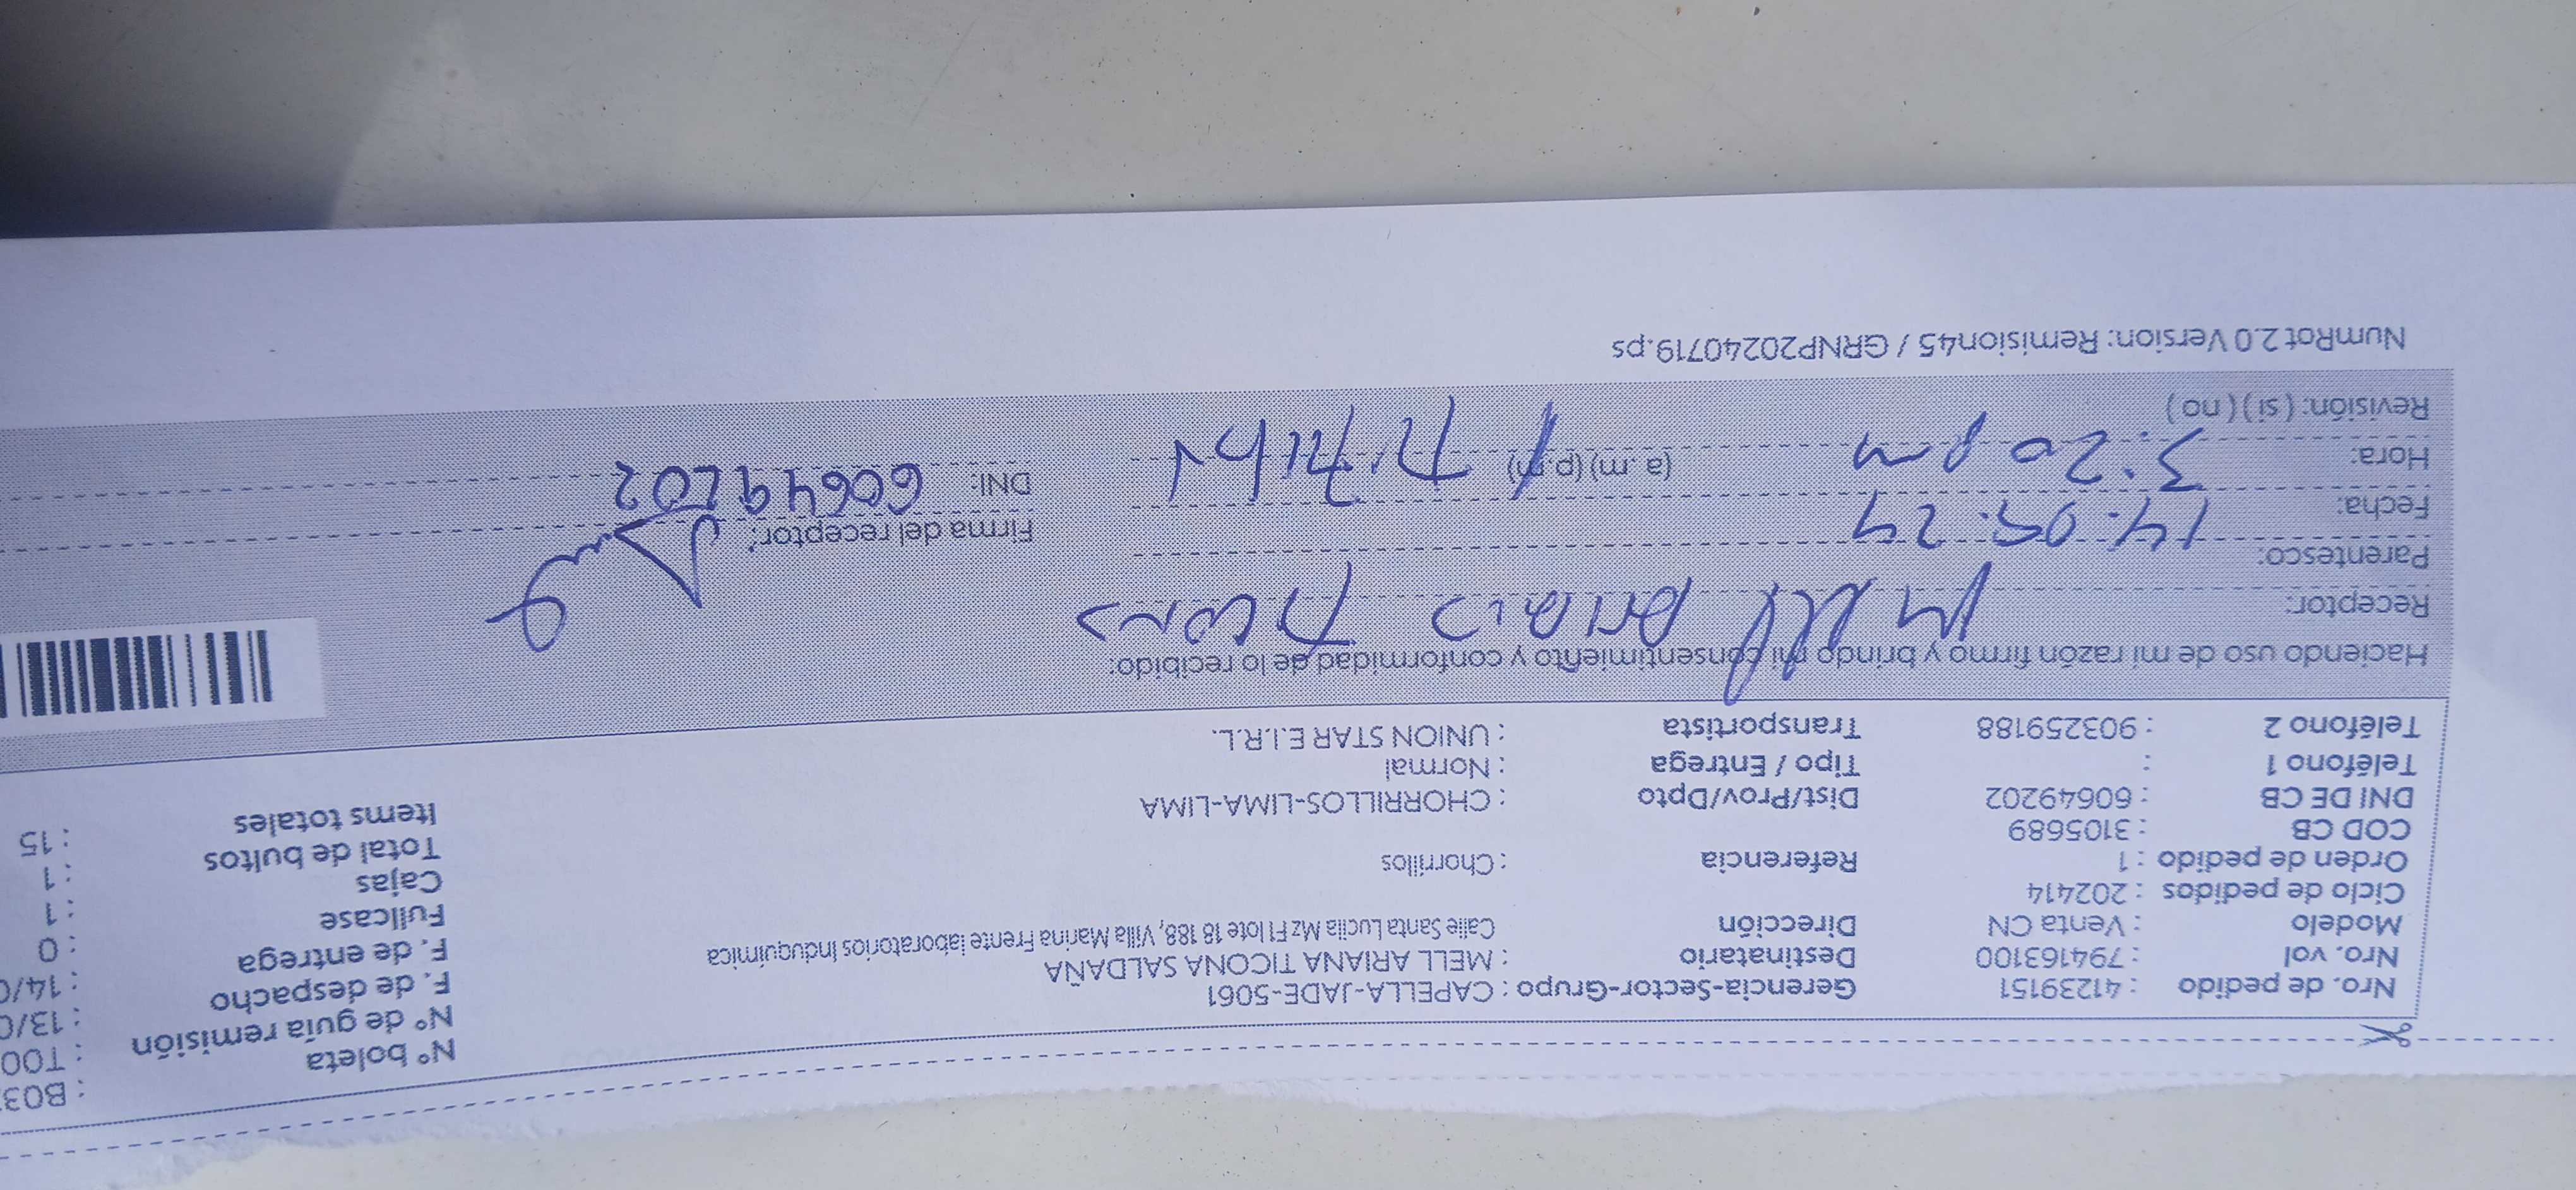 Nº boleta : B03
Nº de guía remisión : T00
F. de despacho : 13/0
F. de entrega : 14/0
Fullcase : 0
Cajas : 1
Total de bultos : 1
Items totales : 15
Nro. de pedido : 41239151
Nro. vol : 794163100
Modelo : Venta CN
Ciclo de pedidos : 202414
Orden de pedido : 1
COD CB : 3105689
DNI DE CB : 60649202
Teléfono 1 :
Teléfono 2 : 903259188
Gerencia-Sector-Grupo : CAPELLA-JADE-5061
Destinatario : MELL ARIANA TICONA SALDAÑA
Dirección Calle Santa Lucila Mz F1 lote 18 188, Villa Marina Frente laboratorios Induquímica
Referencia : Chorrillos
Dist/Prov/Dpto : CHORRILLOS-LIMA-LIMA
Tipo / Entrega : Normal
Transportista : UNION STAR E.I.R.L.
Haciendo uso de mi razón firmo y brindo mi consentimiento y conformidad de lo recibido:
Receptor: Mell Ariana Ticona
Parentesco:
Fecha: 14.09.24
Hora: 3:20 pm (a.m) (p.m) Titular
Revisión: (si) (no)
Firma del receptor:
DNI: 60649202
NumRot 2.0 Version: Remision45 / GRNP20240719.ps